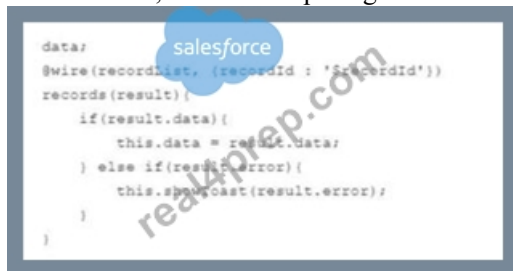 data;
salesforce
@wire(recordList, {recordId : '$recordId'})
records(result){
if(result.data){
this.data = result.data;
} else if(result.error){
this.showToast(result.error);
}
}
real4prep.com